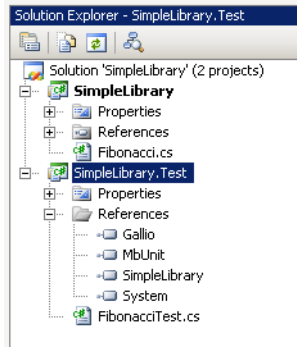 Solution Explorer - SimpleLibrary.Test
Solution 'SimpleLibrary' (2 projects)
SimpleLibrary
Properties
References
Fibonacci.cs
SimpleLibrary.Test
Properties
References
Gallio
MbUnit
SimpleLibrary
System
FibonacciTest.cs